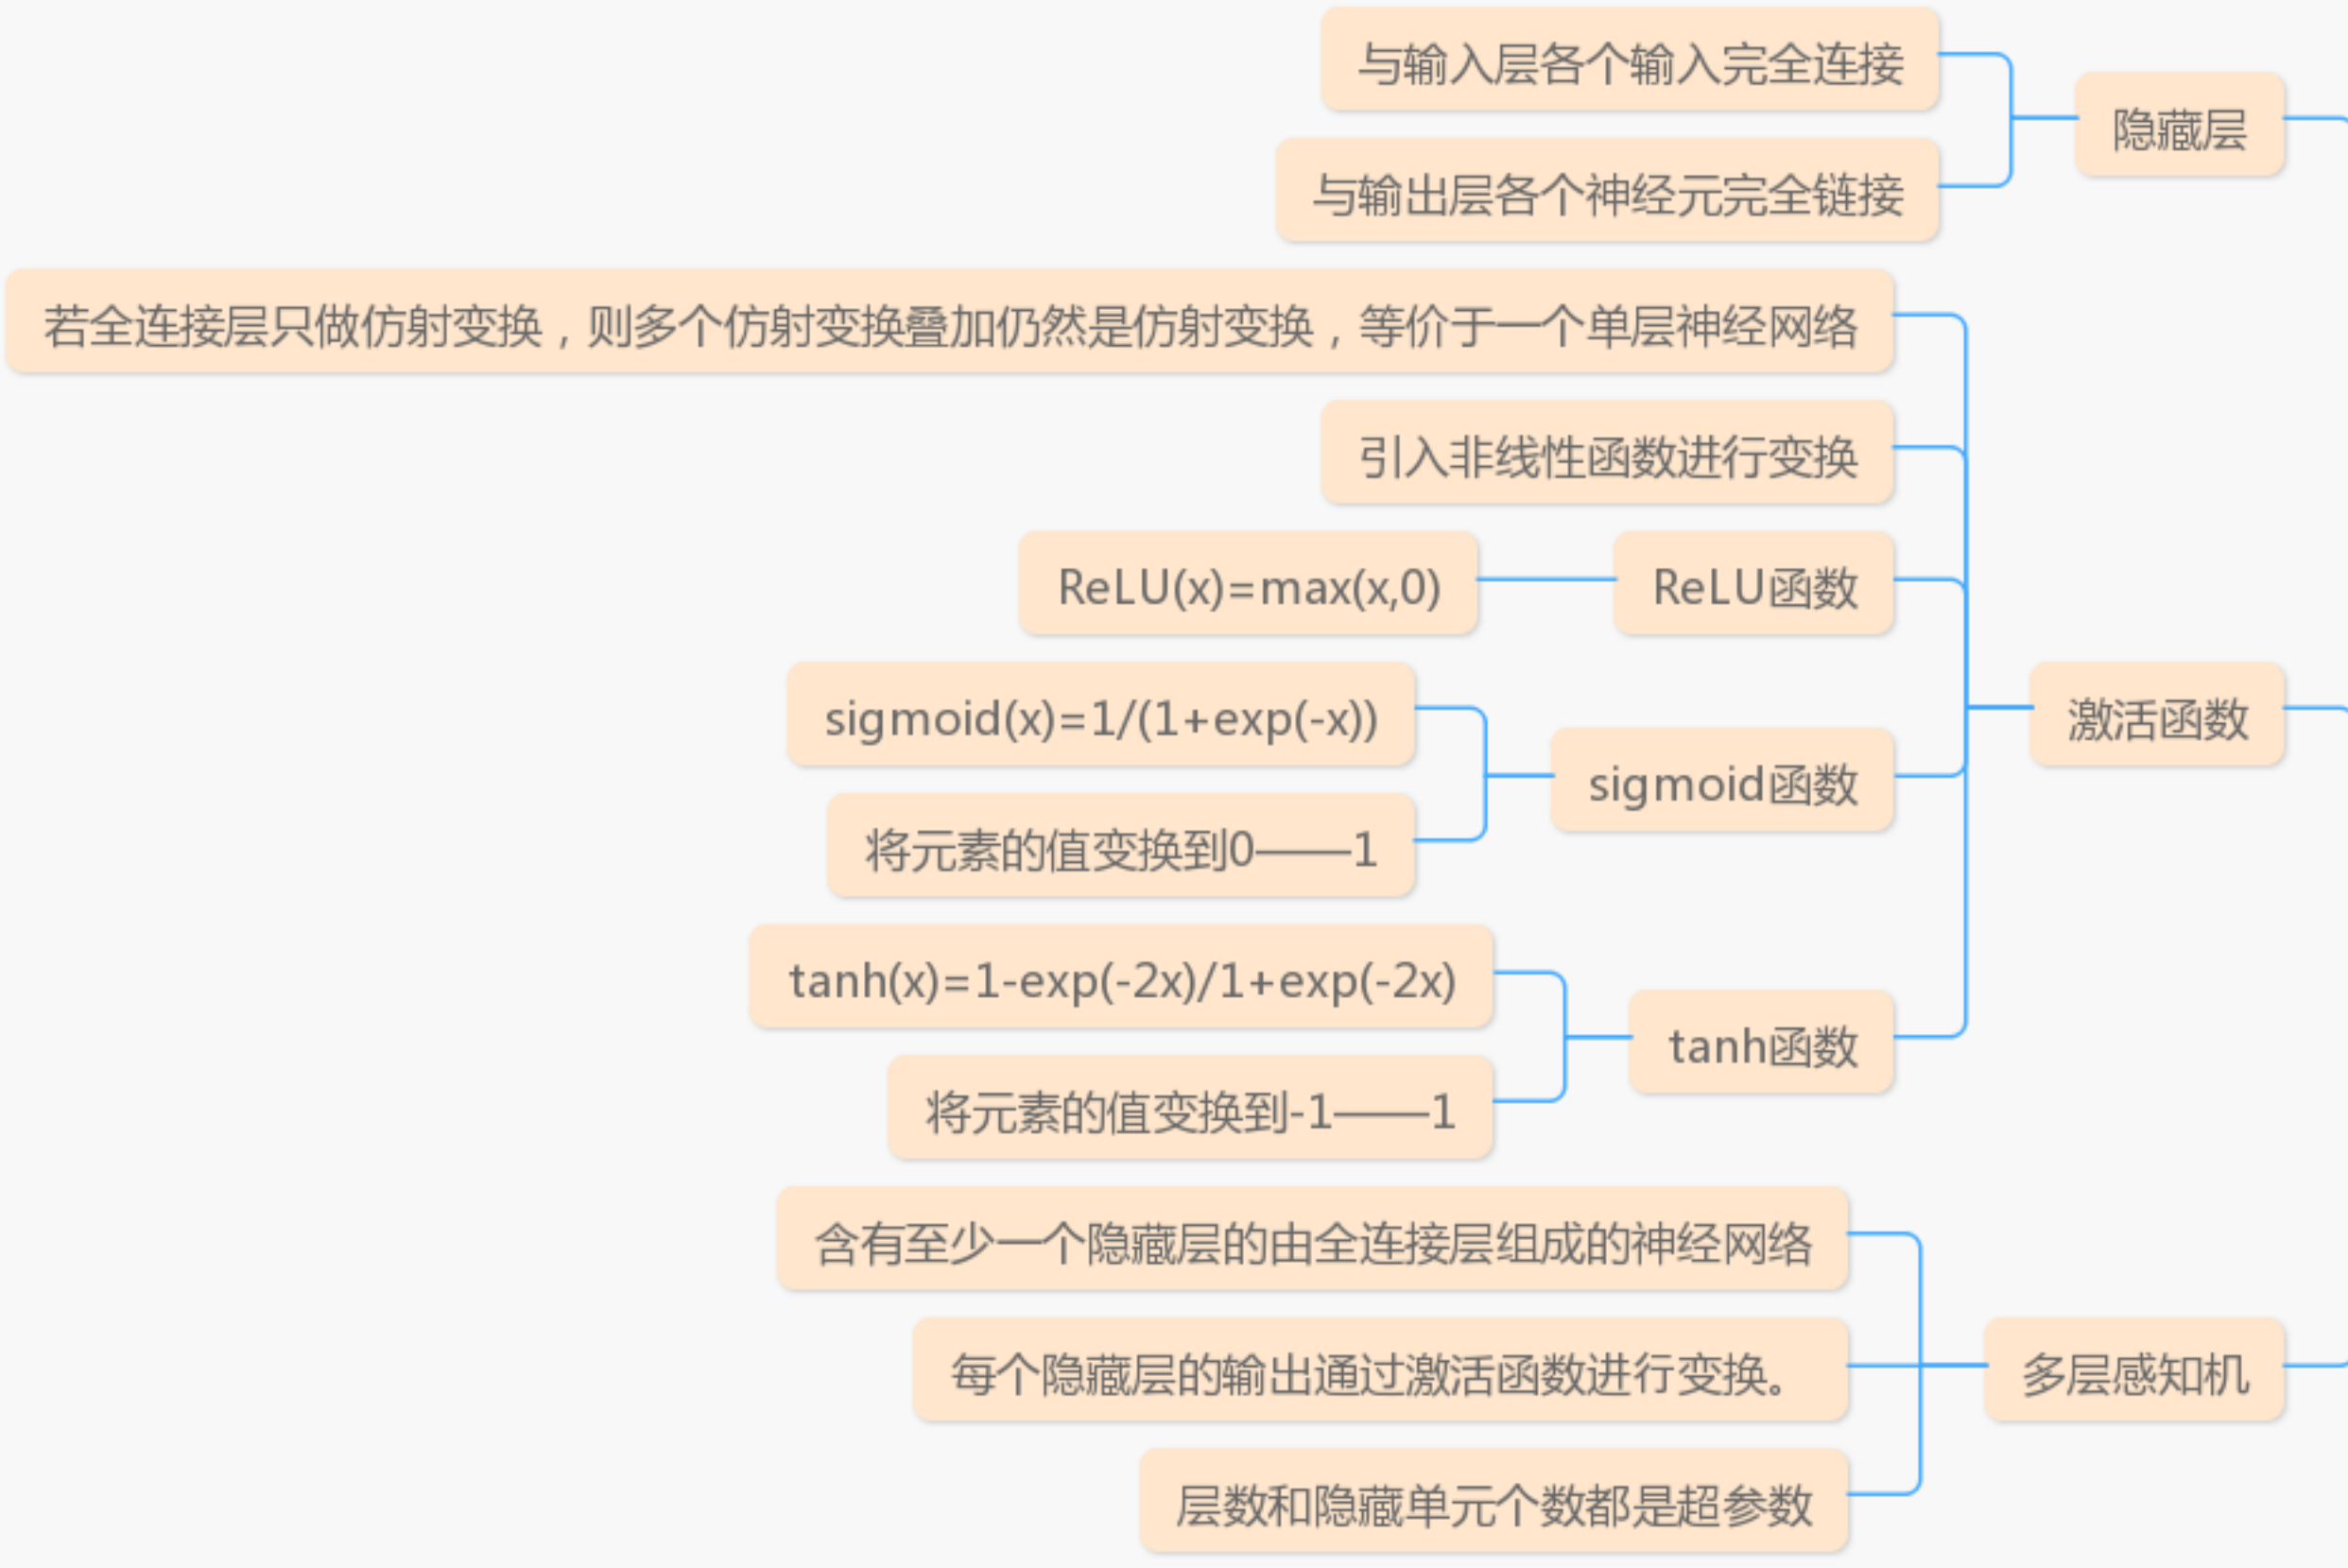 与输入层各个输入完全连接
隐藏层
与输出层各个神经元完全链接
若全连接层只做仿射变换，则多个仿射变换叠加仍然是仿射变换，等价于一个单层神经网络
引入非线性函数进行变换
ReLU(x)=max(x,0)
ReLU函数
sigmoid(x)=1/(1+exp(-x))
激活函数
sigmoid函数
将元素的值变换到0——1
tanh(x)=1-exp(-2x)/1+exp(-2x)
tanh函数
将元素的值变换到-1——1
含有至少一个隐藏层的由全连接层组成的神经网络
每个隐藏层的输出通过激活函数进行变换。
多层感知机
层数和隐藏单元个数都是超参数